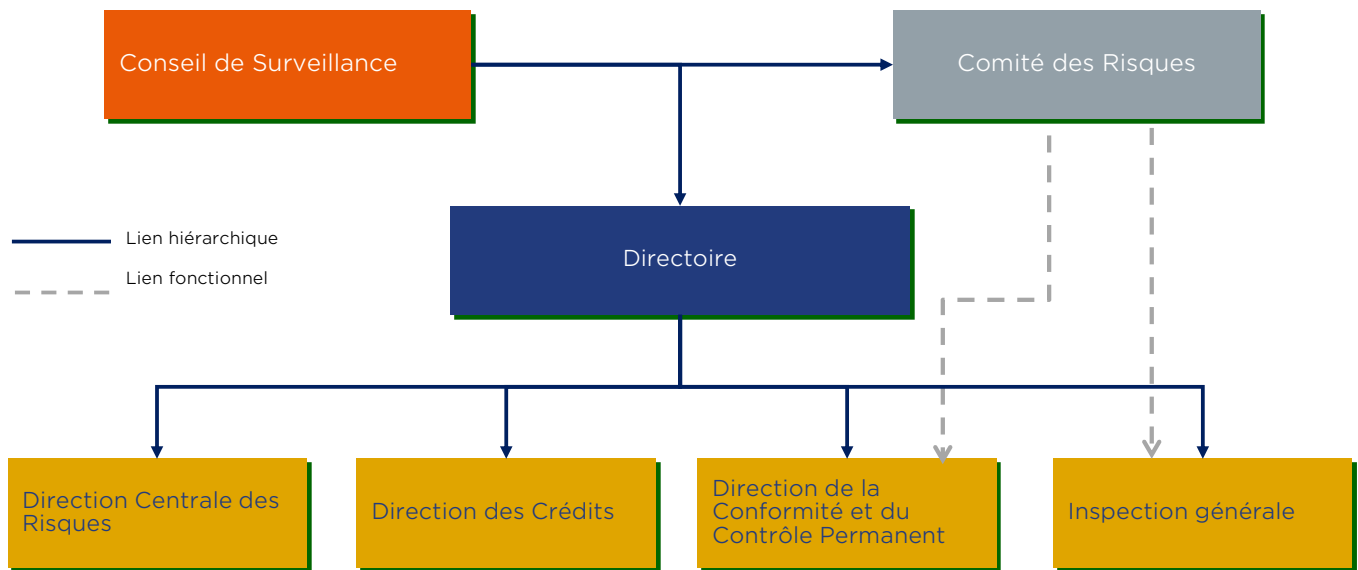 Conseil de Surveillance
Comité des Risques
Lien hiérarchique
Lien fonctionnel
Directoire
Direction Centrale des
Risques
Direction des Crédits
Direction de la
Conformité et du
Contrôle Permanent
Inspection générale